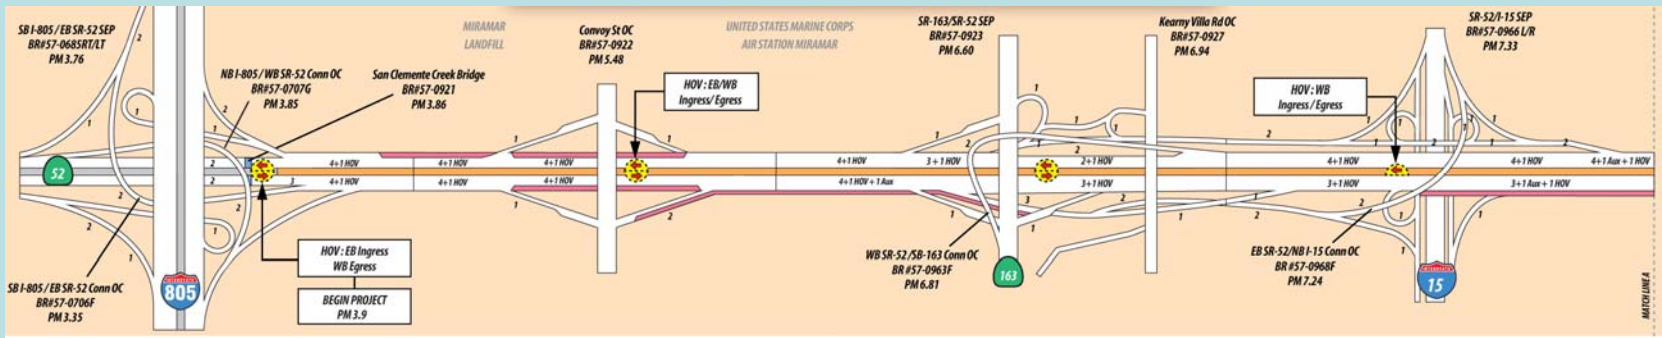 SB I-805 / EB SR-52 SEP
BR#57-0685RT/LT
PM 3.76
NB I-805 / WB SR-52 Conn OC
BR#57-0707G
PM 3.85
San Clemente Creek Bridge
BR#57-0921
PM 3.86
MIRAMAR
LANDFILL
Convoy St OC
BR#57-0922
PM 5.48
HOV : EB/WB
Ingress/ Egress
UNITED STATES MARINE CORPS
AIR STATION MIRAMAR
SR-163/SR-52 SEP
BR#57-0923
PM 6.60
Kearny Villa Rd OC
BR#57-0927
PM 6.94
HOV : WB
Ingress / Egress
SR-52/I-15 SEP
BR#57-0966 L/R
PM 7.33
52
4+1 HOV
4+1 HOV
4+1 HOV
4+1 HOV
3 + 1 HOV
2+1 HOV
4+1 HOV
4+1 HOV
4+1 Aux + 1 HOV
4+1 HOV
4+1 HOV
4+1 HOV
4+1 HOV + 1 Aux
3+1 HOV
3+1 HOV
3+1 Aux + 1 HOV
SB I-805 / EB SR-52 Conn OC
BR#57-0706F
PM 3.35
805
HOV : EB Ingress
WB Egress
BEGIN PROJECT
PM 3.9
WB SR-52 /SB-163 Conn OC
BR #57-0963F
PM 6.81
163
EB SR-52/NB I-15 Conn OC
BR #57-0968F
PM 7.24
15
MATCH LINE A